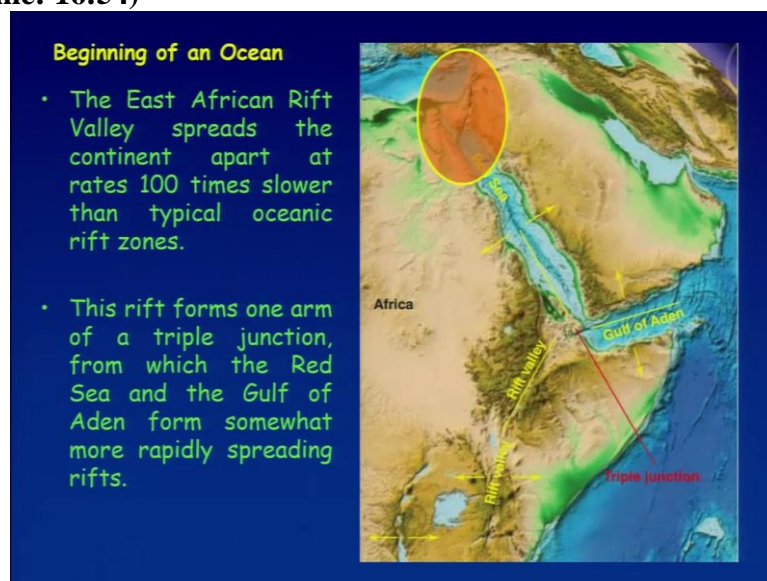 Beginning of an Ocean
• The East African Rift
Valley spreads the
continent apart at
rates 100 times slower
than typical oceanic
rift zones.
• This rift forms one arm
of a triple junction,
from which the Red
Sea and the Gulf of
Aden form somewhat
more rapidly spreading
rifts.
Sea
Africa
Gulf of Aden
Rift valley
Rift valley
Triple junction